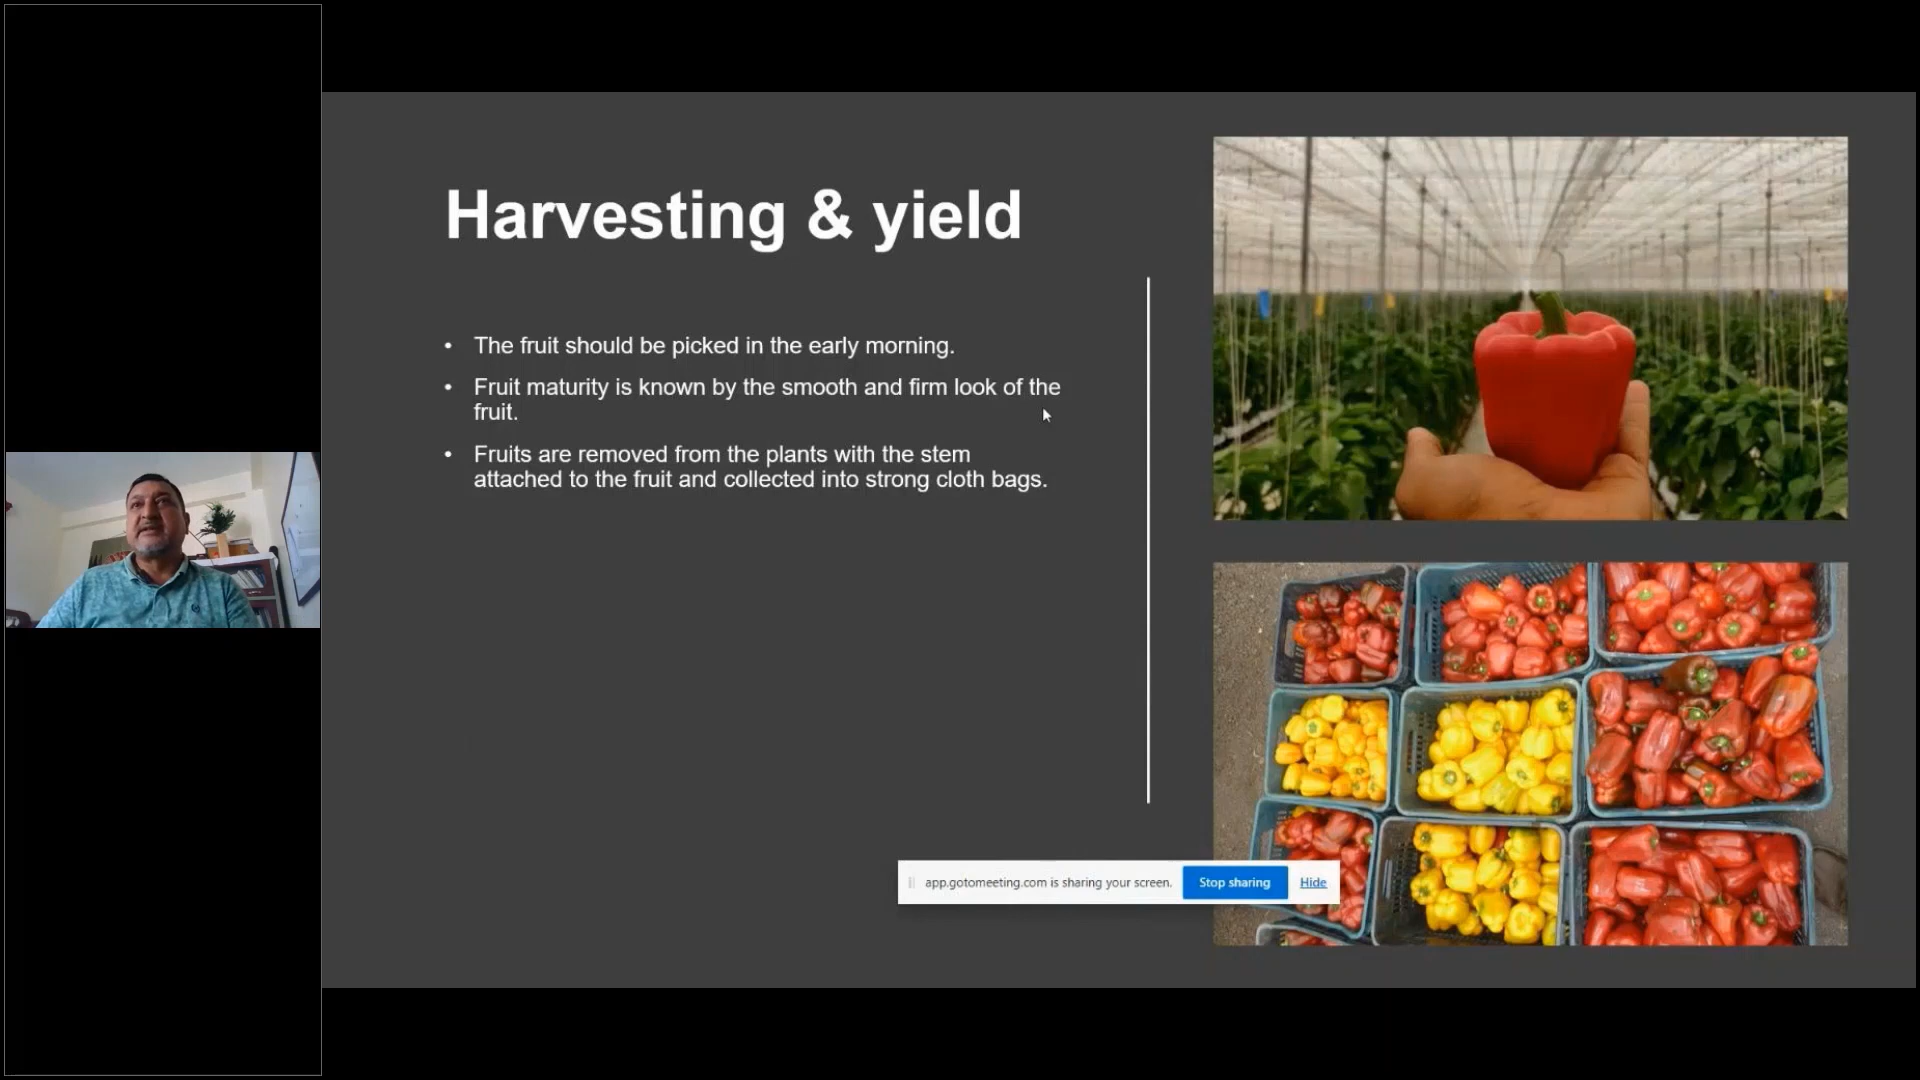 Harvesting & yield
• The fruit should be picked in the early morning.
• Fruit maturity is known by the smooth and firm look of the
fruit.
• Fruits are removed from the plants with the stem
attached to the fruit and collected into strong cloth bags.
app.gotomeeting.com is sharing your screen. Stop sharing Hide